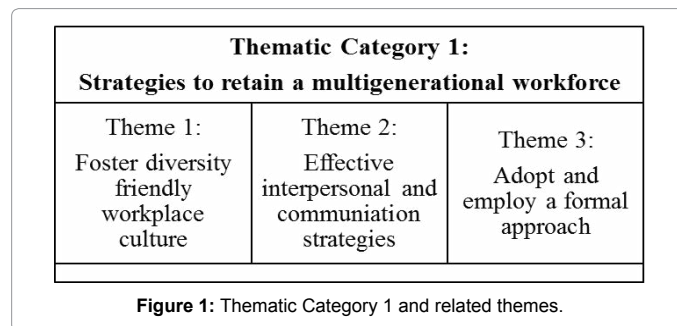 Thematic Category 1:
Strategies to retain a multigenerational workforce
Theme 1:
Foster diversity
friendly
workplace
culture
Theme 2:
Effective
interpersonal and
communiation
strategies
Theme 3:
Adopt and
employ a formal
approach
Figure 1: Thematic Category 1 and related themes.